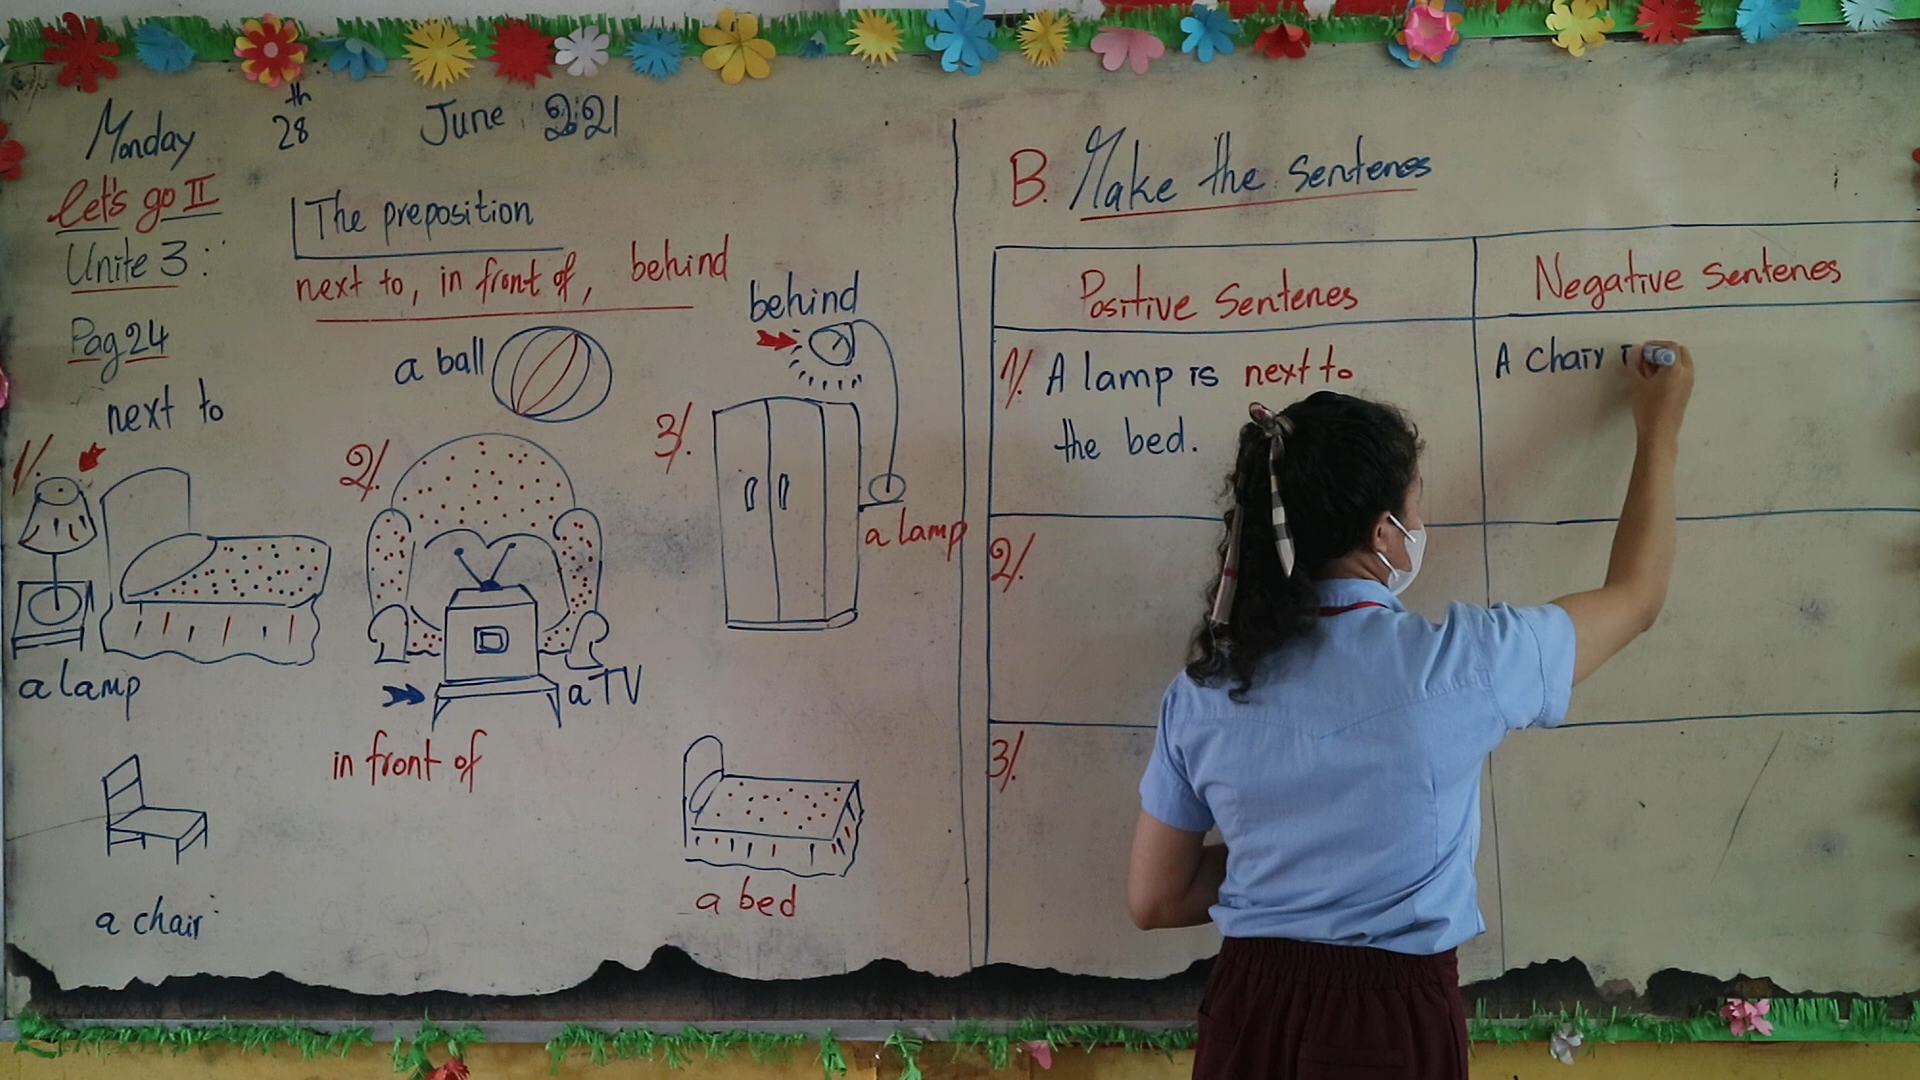 Monday 28th June 2021
Let's go II
Unite 3:
Pag 24
The preposition
next to, in front of, behind
next to
1/.
a lamp
a chair
a ball
2/.
a TV
in front of
behind
3/.
a lamp
a bed
B. Make the Sentenes
Positive Sentenes
Negative Sentenes
1/. A lamp is next to
the bed.
A chair i
2/.
3/.